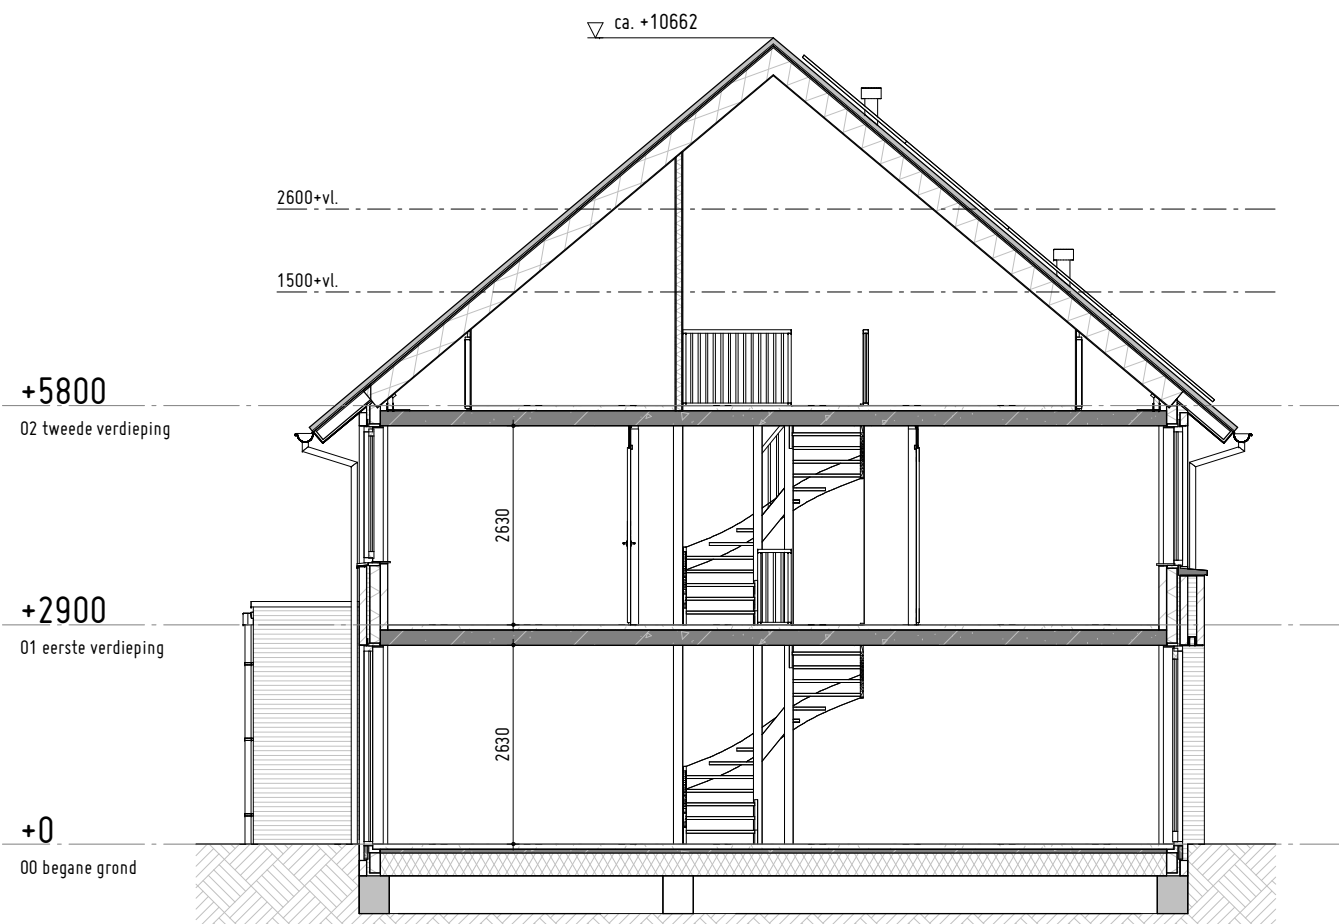 ca. +10662
2600+vl.
1500+vl.
+5800
02 tweede verdieping
2630
+2900
01 eerste verdieping
2630
+0
00 begane grond